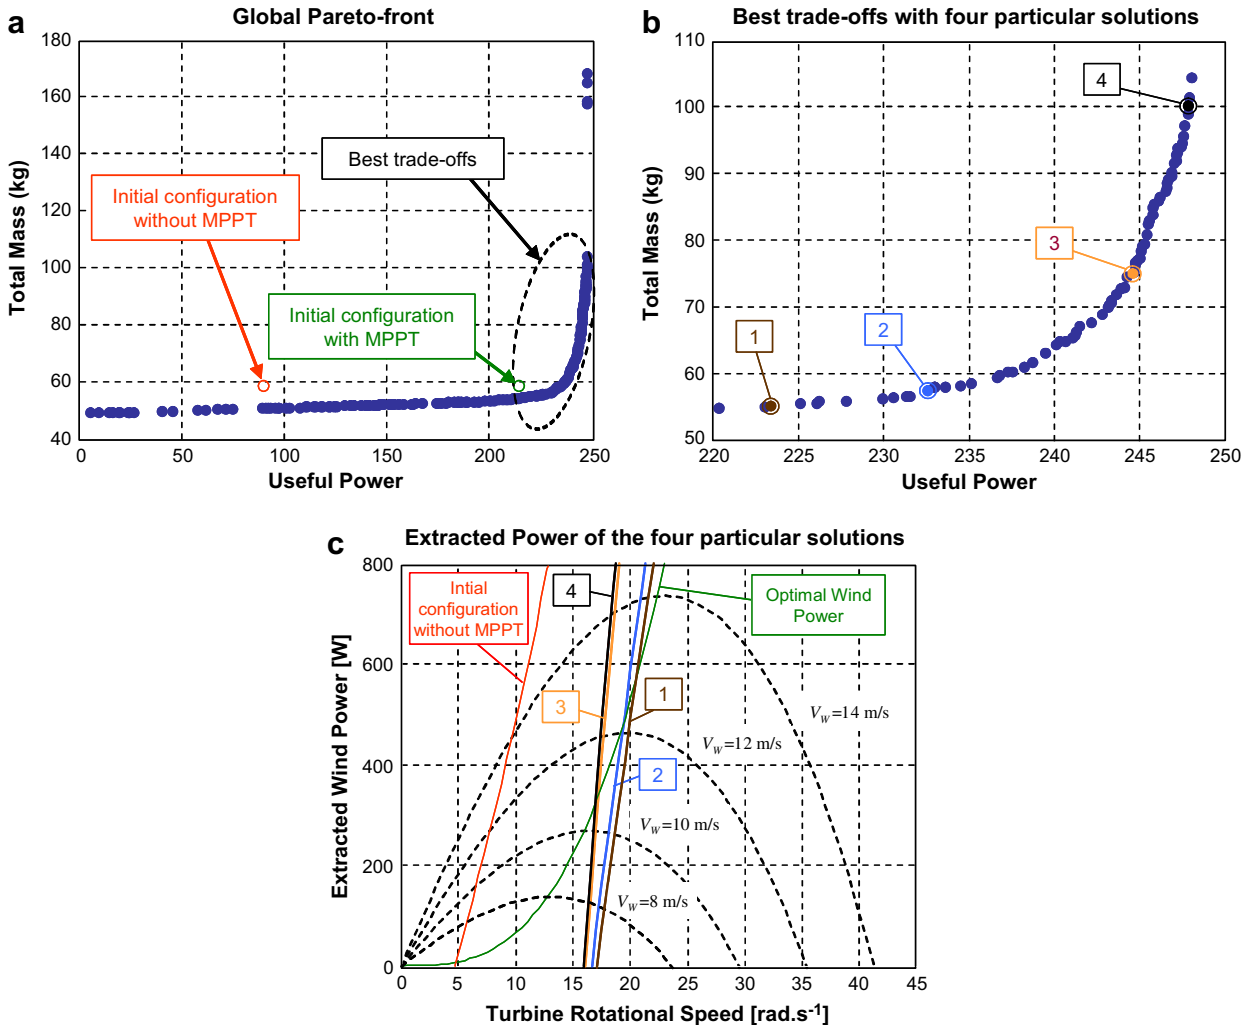 a
Global Pareto-front
Total Mass (kg)
180
160
140
120
100
80
60
40
0
50
100
150
200
250
Useful Power
Best trade-offs
Initial configuration
without MPPT
Initial configuration
with MPPT
b
Best trade-offs with four particular solutions
Total Mass (kg)
110
100
90
80
70
60
50
220
225
230
235
240
245
250
Useful Power
1
2
3
4
c
Extracted Power of the four particular solutions
Extracted Wind Power [W]
800
600
400
200
0
0
5
10
15
20
25
30
35
40
45
Turbine Rotational Speed [rad.s-1]
Intial
configuration
without MPPT
4
Optimal Wind
Power
3
1
2
VW=14 m/s
VW=12 m/s
VW=10 m/s
VW=8 m/s